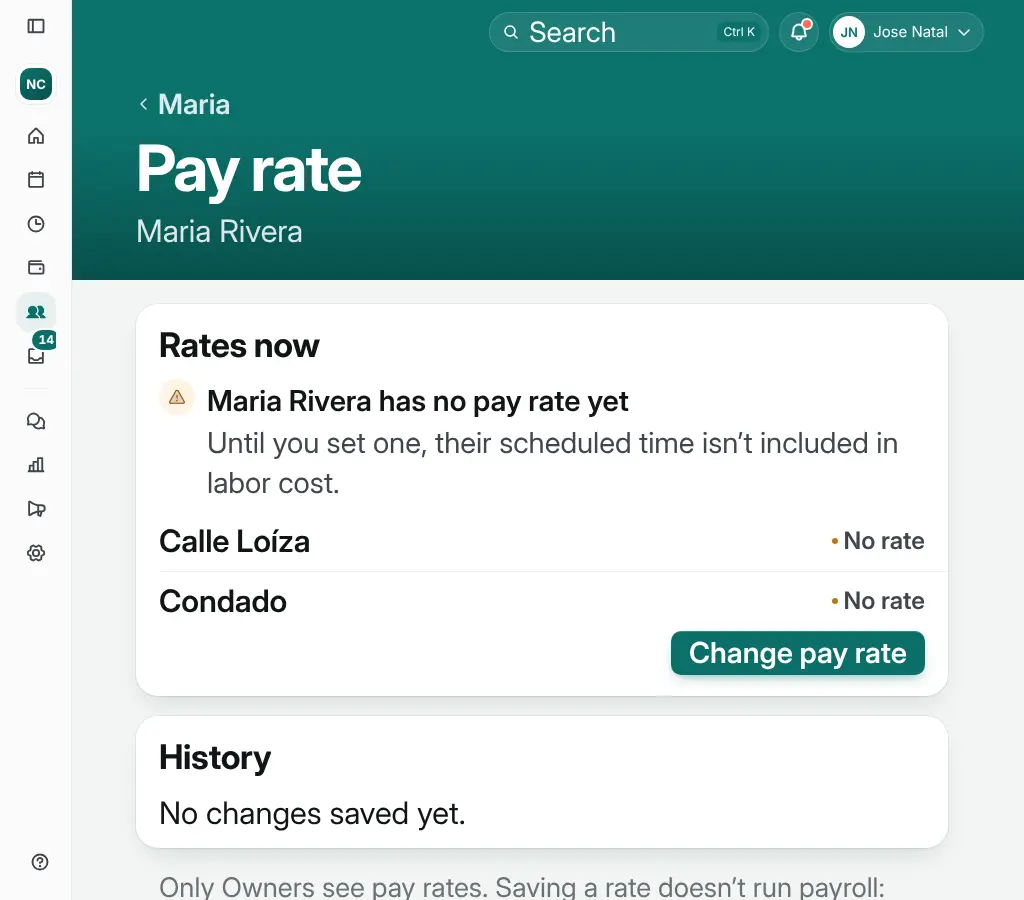 Search
Ctrl K
JN
Jose Natal
NC
Maria
Pay rate
Maria Rivera
14
Rates now
Maria Rivera has no pay rate yet
Until you set one, their scheduled time isn’t included in
labor cost.
Calle Loíza
No rate
Condado
No rate
Change pay rate
History
No changes saved yet.
Only Owners see pay rates. Saving a rate doesn’t run payroll: